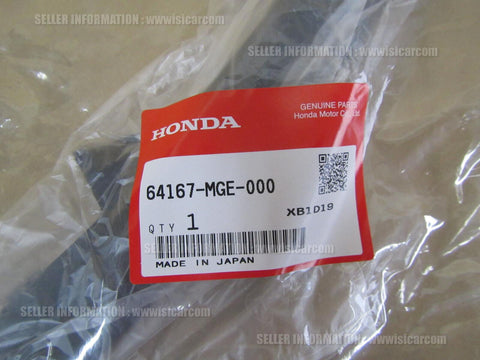 SELLER INFORMATION : www.isicar.com
SELLER INFORMATION : www.isicar.com
GENUINE PARTS
Honda Motor Co., Ltd
HONDA
64167-MGE-000
XB1D19
QTY 1
MADE IN JAPAN
SELLER INFORMATION : www.isicar.com
SELLER INFORMATION : www.isicar.com